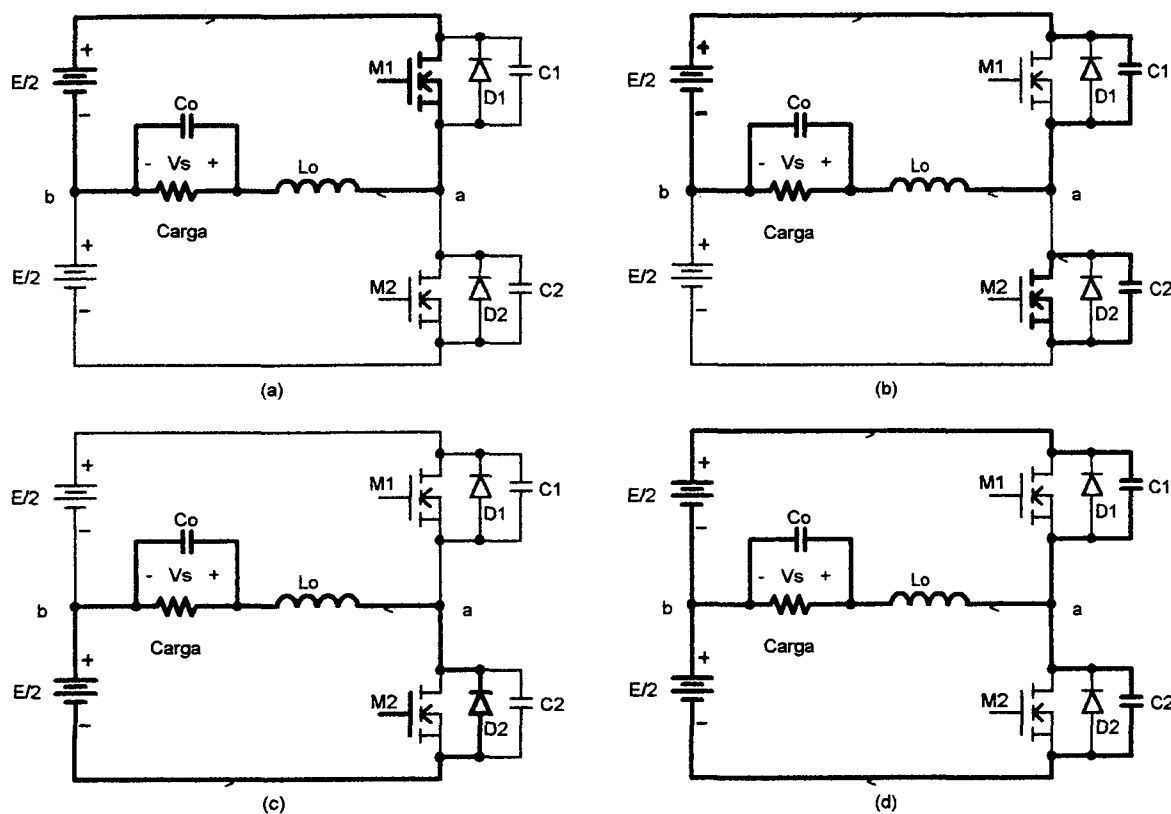 +
E/2
−
M1
D1
C1
Co
- Vs +
Lo
b
a
Carga
+
E/2
−
M2
D2
C2
(a)
+
E/2
−
M1
D1
C1
Co
- Vs +
Lo
b
a
Carga
+
E/2
−
M2
D2
C2
(b)
+
E/2
−
M1
D1
C1
Co
- Vs +
Lo
b
a
Carga
+
E/2
−
M2
D2
C2
(c)
+
E/2
−
M1
D1
C1
Co
- Vs +
Lo
b
a
Carga
+
E/2
−
M2
D2
C2
(d)